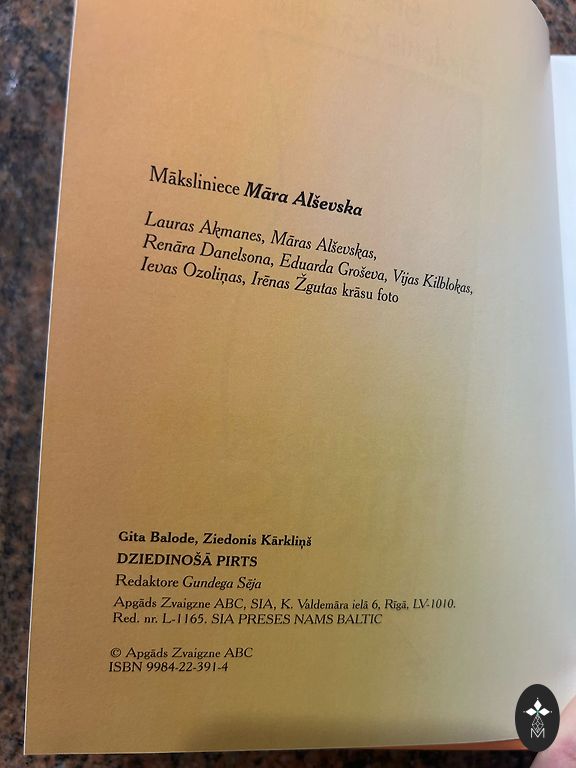 Māksliniece Māra Alševska
Lauras Akmanes, Māras Alševskas,
Renāra Danelsona, Eduarda Groševa, Vijas Kilblokas,
Ievas Ozoliņas, Irēnas Žgutas krāsu foto
Gita Balode, Ziedonis Kārkliņš
DZIEDINOŠĀ PIRTS
Redaktore Gundega Sēja
Apgāds Zvaigzne ABC, SIA, K. Valdemāra ielā 6, Rīgā, LV-1010.
Red. nr. L-1165. SIA PRESES NAMS BALTIC
© Apgāds Zvaigzne ABC
ISBN 9984-22-391-4